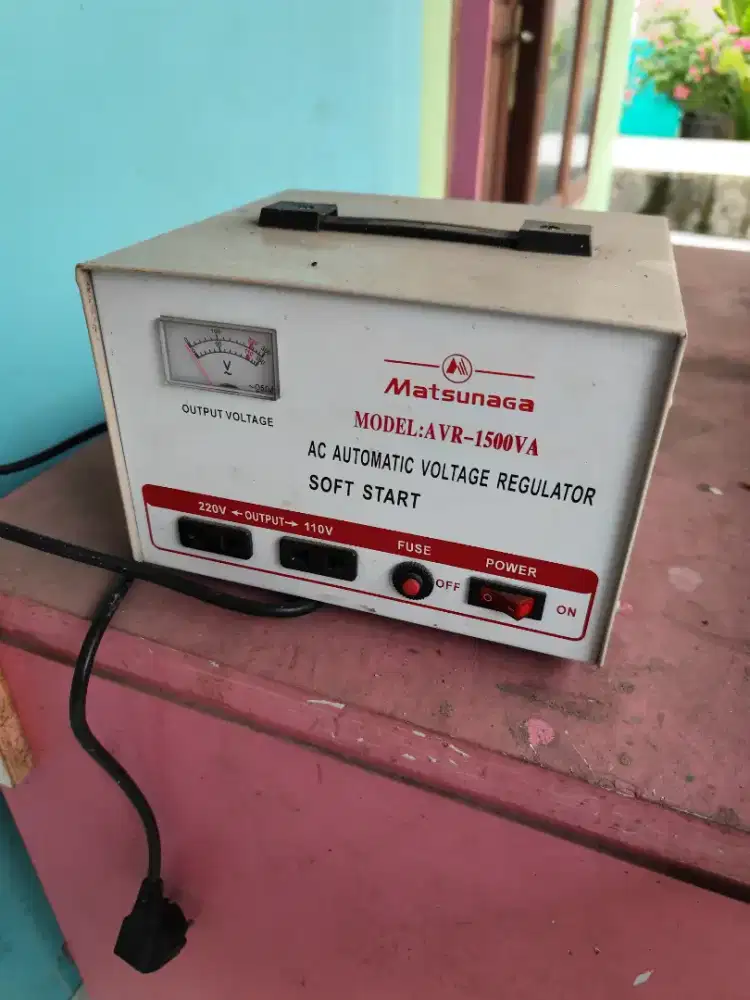 V
~
OUTPUT VOLTAGE
Matsunaga
MODEL:AVR-1500VA
AC AUTOMATIC VOLTAGE REGULATOR
SOFT START
220V ←OUTPUT→ 110V
FUSE
POWER
OFF
ON